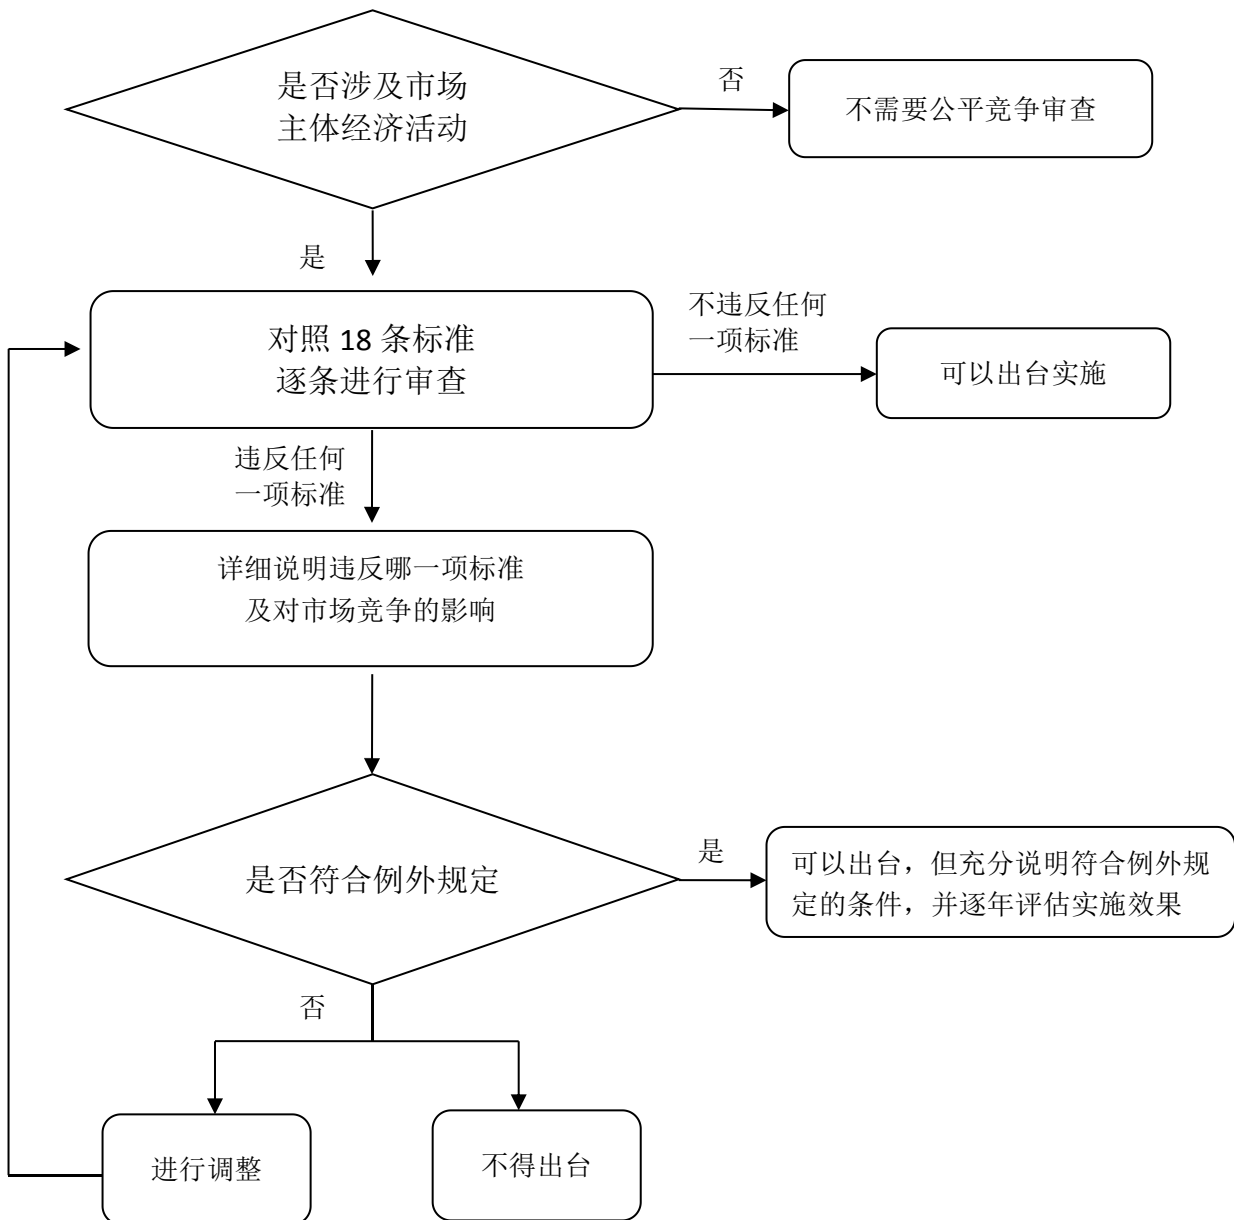 是否涉及市场
主体经济活动
否
不需要公平竞争审查
是
对照 18 条标准
逐条进行审查
不违反任何
一项标准
可以出台实施
违反任何
一项标准
详细说明违反哪一项标准
及对市场竞争的影响
是否符合例外规定
是
可以出台，但充分说明符合例外规
定的条件，并逐年评估实施效果
否
进行调整
不得出台